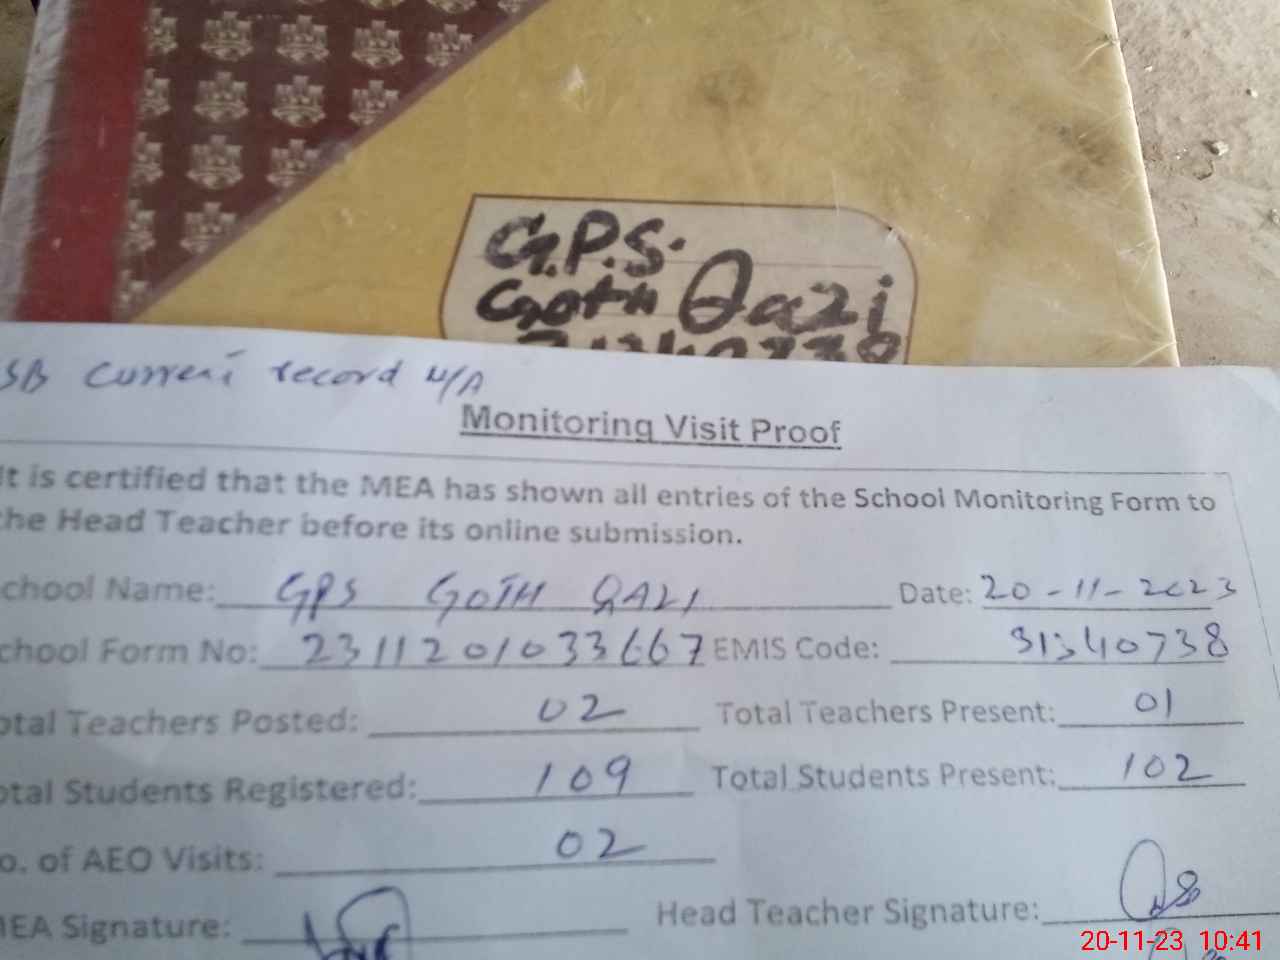 G.P.S.
Goth Qazi
31340738
SB current record N/A
Monitoring Visit Proof
It is certified that the MEA has shown all entries of the School Monitoring Form to
the Head Teacher before its online submission.
chool Name: GPS GOTH QAZI Date: 20-11-2023
chool Form No: 2311201033667 EMIS Code: 31340738
otal Teachers Posted: 02 Total Teachers Present: 01
otal Students Registered: 109 Total Students Present: 102
o. of AEO Visits: 02
MEA Signature: Head Teacher Signature:
20-11-23 10:41